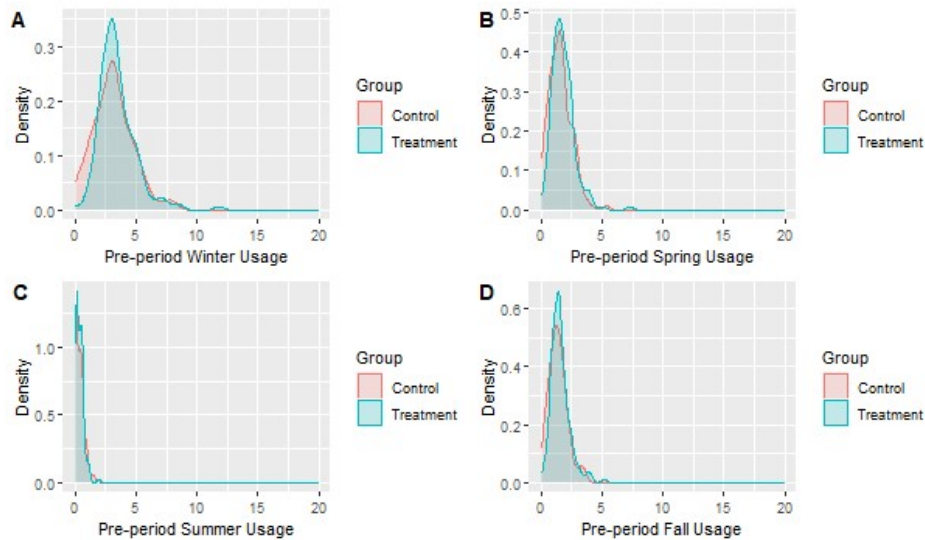 A
0.3
0.2
0.1
0.0
Density
0 5 10 15 20
Pre-period Winter Usage
Group
Control
Treatment
B
0.5
0.4
0.3
0.2
0.1
0.0
Density
0 5 10 15 20
Pre-period Spring Usage
Group
Control
Treatment
C
1.0
0.5
0.0
Density
0 5 10 15 20
Pre-period Summer Usage
Group
Control
Treatment
D
0.6
0.4
0.2
0.0
Density
0 5 10 15 20
Pre-period Fall Usage
Group
Control
Treatment